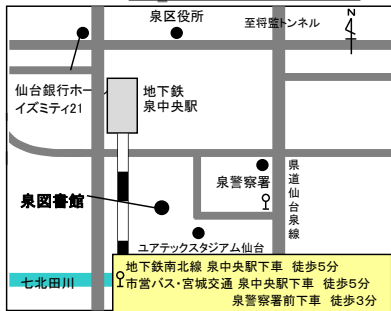 泉区役所
至将監トンネル
N
仙台銀行ホー
イズミティ21
地下鉄
泉中央駅
泉警察署
県道仙台泉線
泉図書館
ユアテックスタジアム仙台
七北田川
地下鉄南北線 泉中央駅下車 徒歩5分
市営バス・宮城交通 泉中央駅下車 徒歩5分
泉警察署前下車 徒歩3分